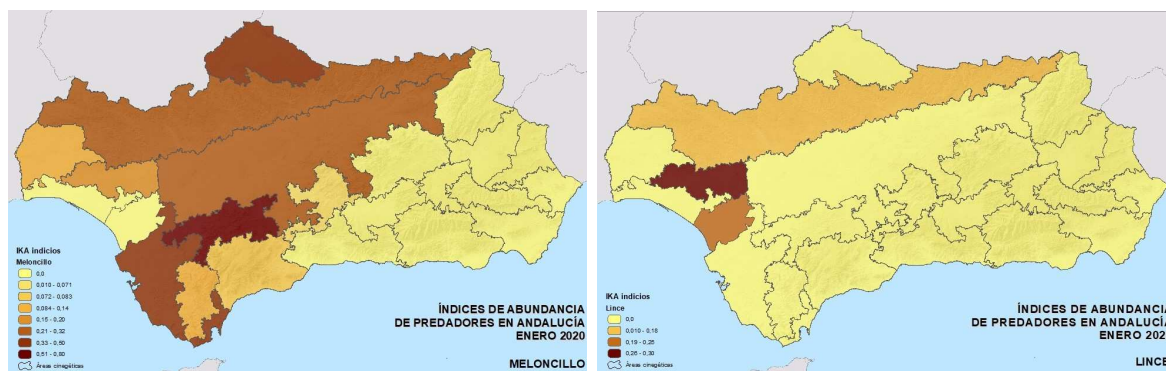 IKA indicios
Meloncillo
0,0
0,010 - 0,071
0,072 - 0,083
0,084 - 0,14
0,15 - 0,20
0,21 - 0,32
0,33 - 0,50
0,51 - 0,80
Áreas cinegéticas
ÍNDICES DE ABUNDANCIA
DE PREDADORES EN ANDALUCÍA
ENERO 2020
MELONCILLO
IKA indicios
Lince
0,0
0,010 - 0,18
0,19 - 0,25
0,26 - 0,30
Áreas cinegéticas
ÍNDICES DE ABUNDANCIA
DE PREDADORES EN ANDALUCÍA
ENERO 202
LINCE